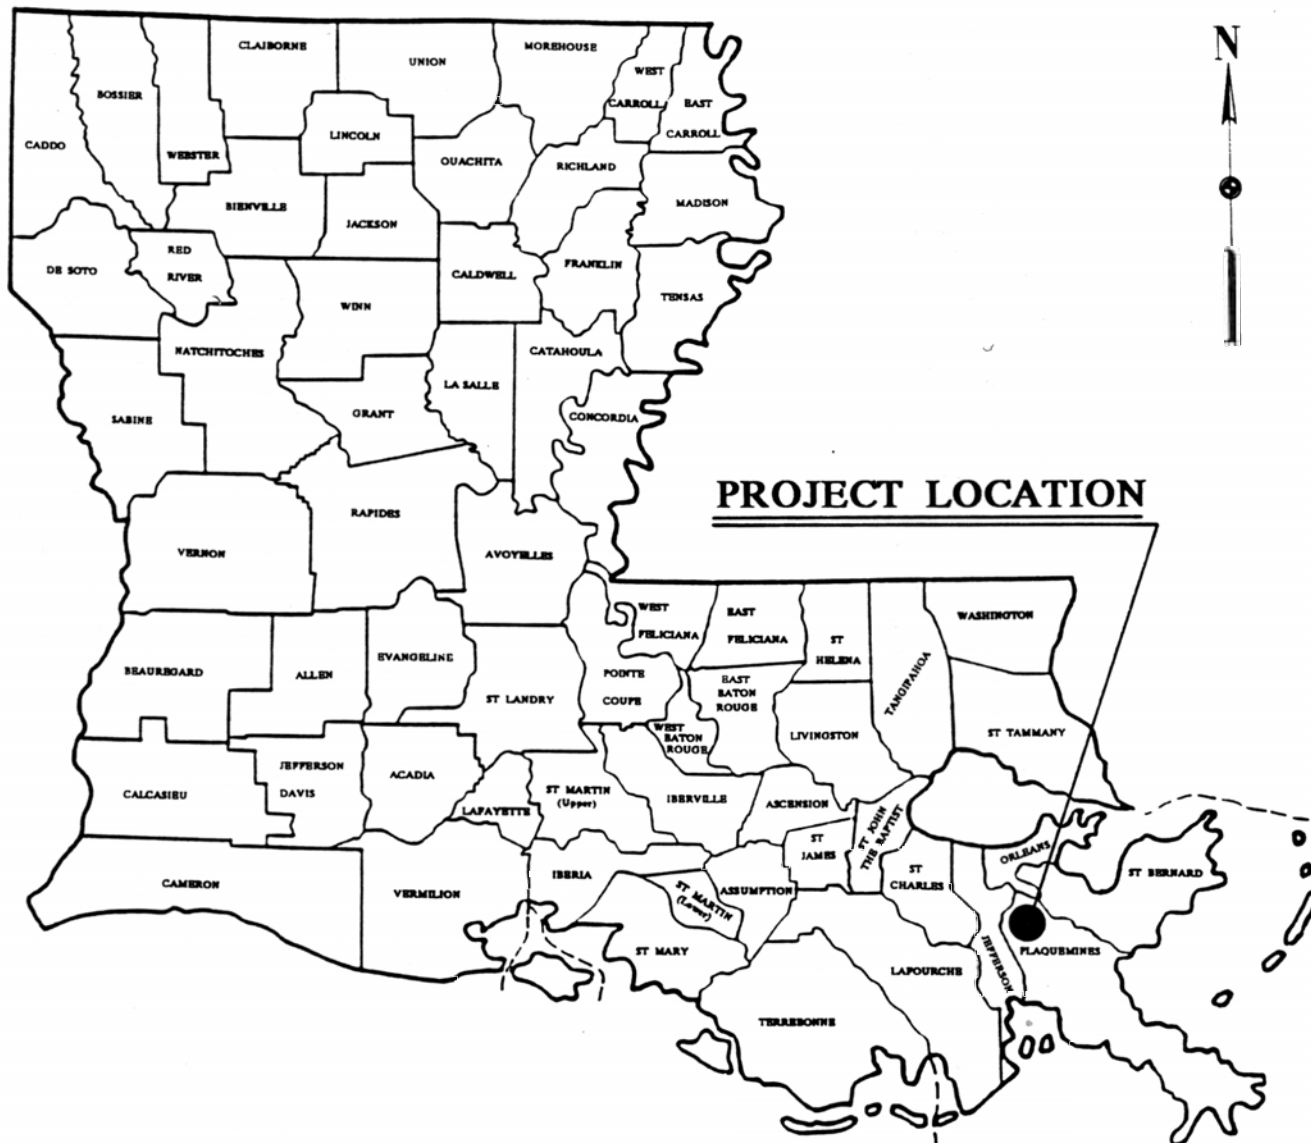 N
CLAIBORNE
UNION
MOREHOUSE
WEST
CARROLL
EAST
CARROLL
BOSSIER
CADDO
WEBSTER
LINCOLN
OUACHITA
RICHLAND
MADISON
BIENVILLE
JACKSON
RED
RIVER
DE SOTO
CALDWELL
FRANKLIN
TENSAS
WINN
NATCHITOCHES
CATAHOULA
LA SALLE
SABINE
GRANT
CONCORDIA
PROJECT LOCATION
RAPIDES
VERNON
AVOYELLES
WEST
FELICIANA
EAST
FELICIANA
ST
HELENA
WASHINGTON
TANGIPAHOA
BEAUREGARD
ALLEN
EVANGELINE
ST LANDRY
POINTE
COUPE
EAST
BATON
ROUGE
WEST
BATON
ROUGE
LIVINGSTON
ST TAMMANY
CALCASIEU
JEFFERSON
DAVIS
ACADIA
LAFAYETTE
ST MARTIN
(Upper)
IBERVILLE
ASCENSION
ST JOHN
THE BAPTIST
ST
JAMES
ST
CHARLES
ORLEANS
ST BERNARD
CAMERON
VERMILION
IBERIA
ST MARTIN
(Lower)
ASSUMPTION
ST MARY
LAFOURCHE
JEFFERSON
PLAQUEMINES
TERREBONNE